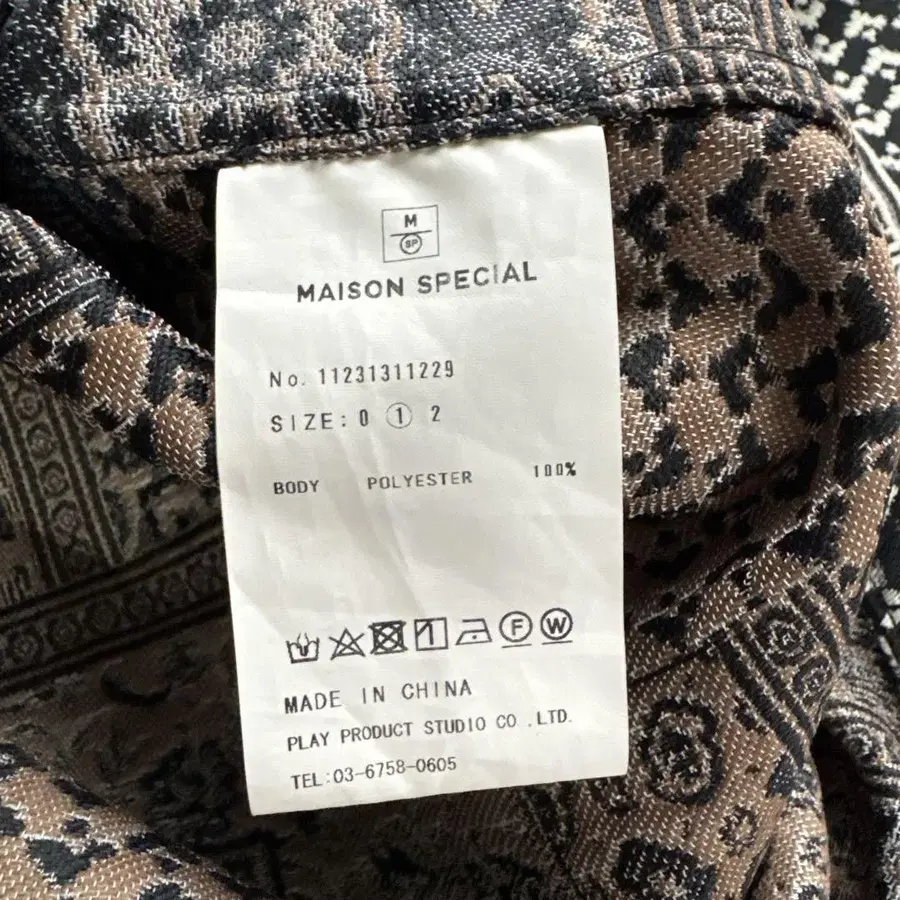 M
SP
MAISON SPECIAL
No. 11231311229
SIZE: 0 ① 2
BODY POLYESTER 100%
F W
MADE IN CHINA
PLAY PRODUCT STUDIO CO .LTD.
TEL:03-6758-0605